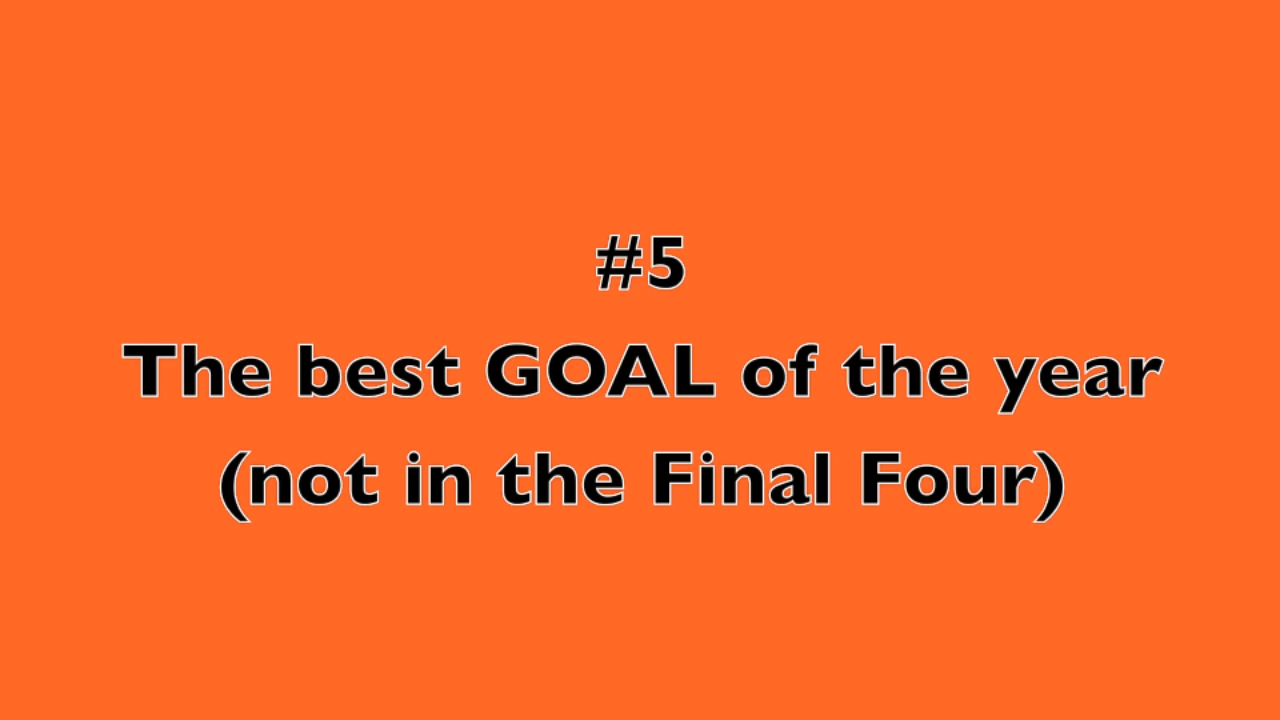 #5
The best GOAL of the year
(not in the Final Four)